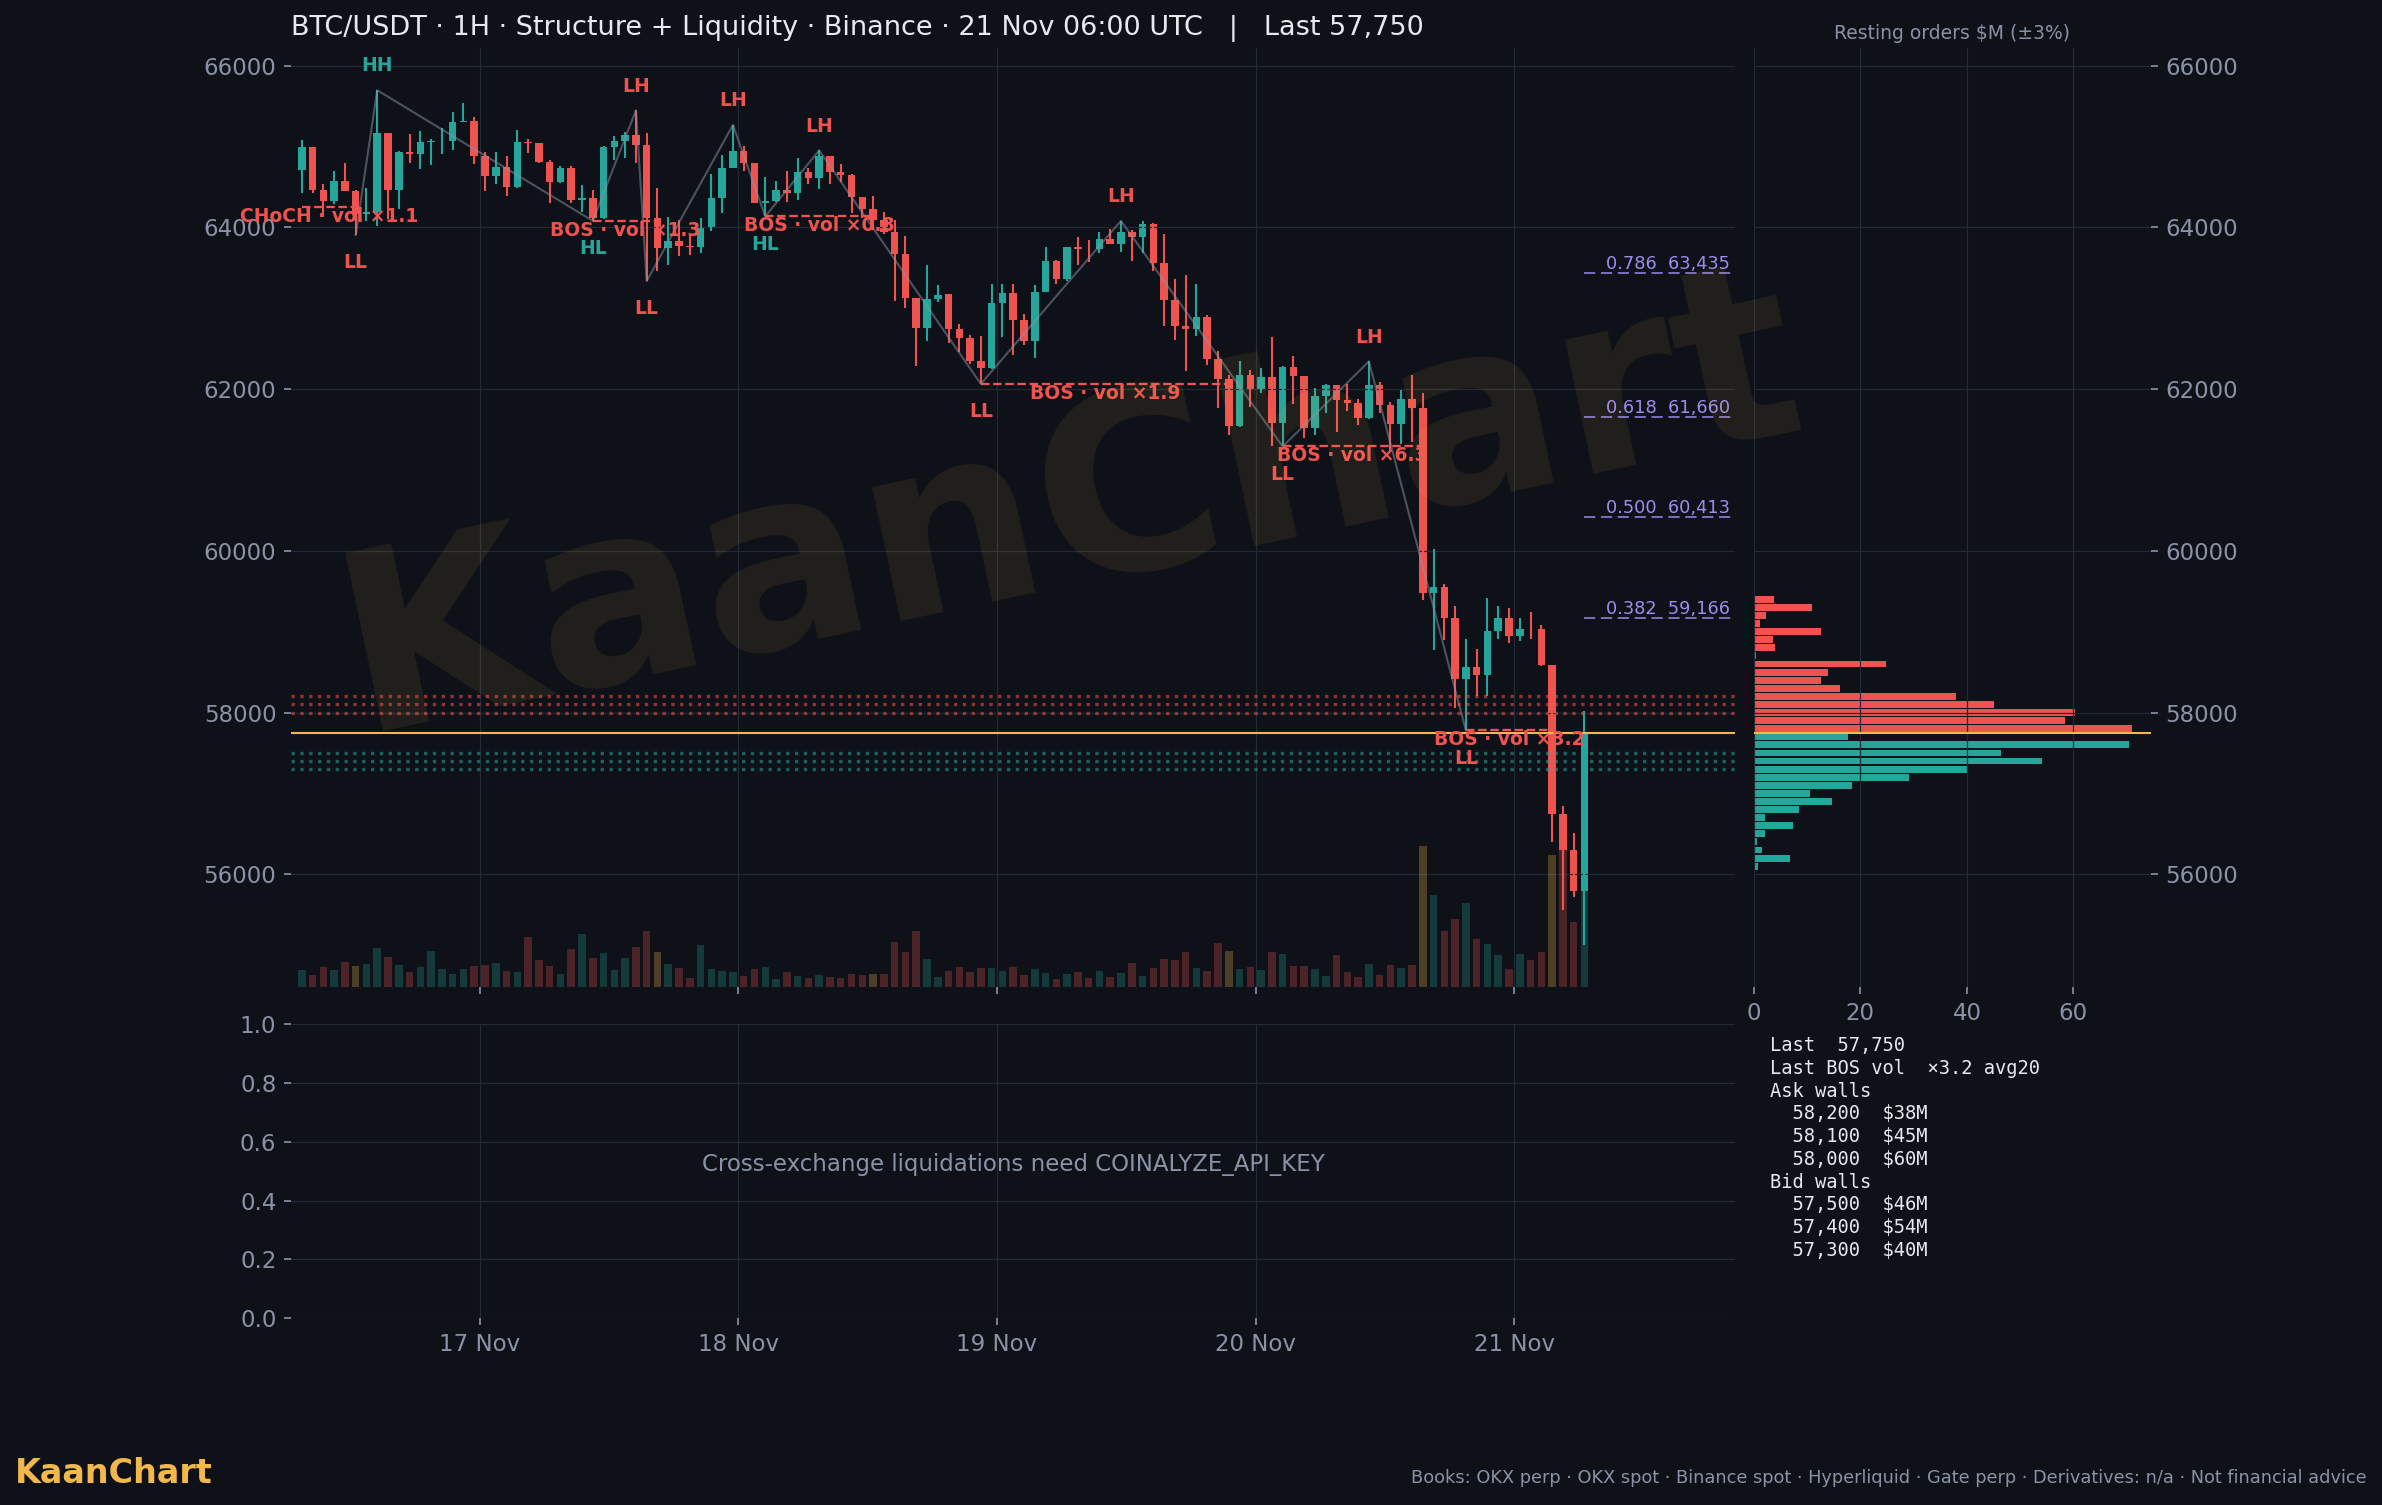 BTC/USDT · 1H · Structure + Liquidity · Binance · 21 Nov 06:00 UTC | Last 57,750
Resting orders $M (±3%)
66000
64000
62000
60000
58000
56000
HH
LH
LH
LH
CHoCH · vol ×1.1
LL
BOS · vol ×1.3
HL
LL
BOS · vol ×0.8
HL
LH
LL
BOS · vol ×1.9
LH
BOS · vol ×6.3
LL
BOS · vol ×3.2
LL
0.786 63,435
0.618 61,660
0.500 60,413
0.382 59,166
KaanChart
66000
64000
62000
60000
58000
56000
0 20 40 60
1.0
0.8
0.6
0.4
0.2
0.0
Cross-exchange liquidations need COINALYZE_API_KEY
17 Nov 18 Nov 19 Nov 20 Nov 21 Nov
Last 57,750
Last BOS vol ×3.2 avg20
Ask walls
58,200 $38M
58,100 $45M
58,000 $60M
Bid walls
57,500 $46M
57,400 $54M
57,300 $40M
KaanChart
Books: OKX perp · OKX spot · Binance spot · Hyperliquid · Gate perp · Derivatives: n/a · Not financial advice